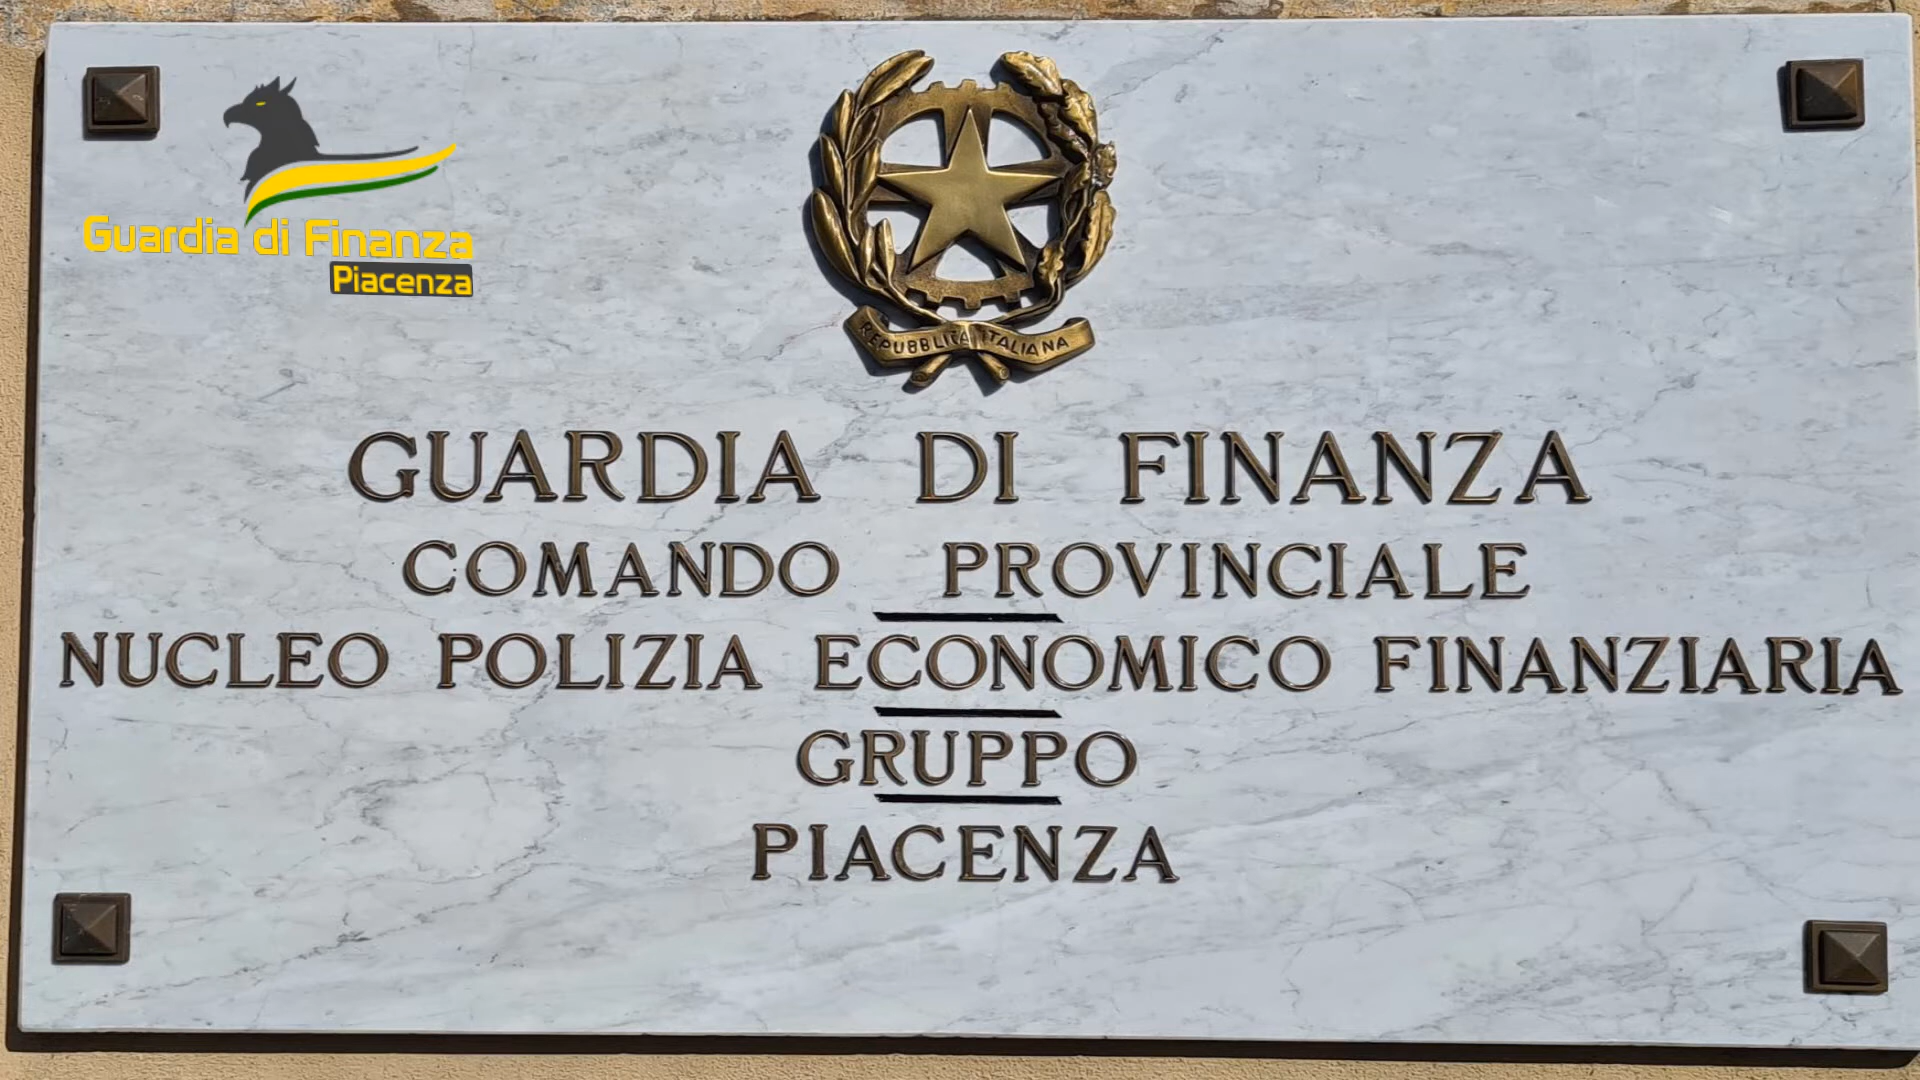 Guardia di Finanza
Piacenza
REPUBBLICA ITALIANA
GUARDIA DI FINANZA
COMANDO PROVINCIALE
NUCLEO POLIZIA ECONOMICO FINANZIARIA
GRUPPO
PIACENZA